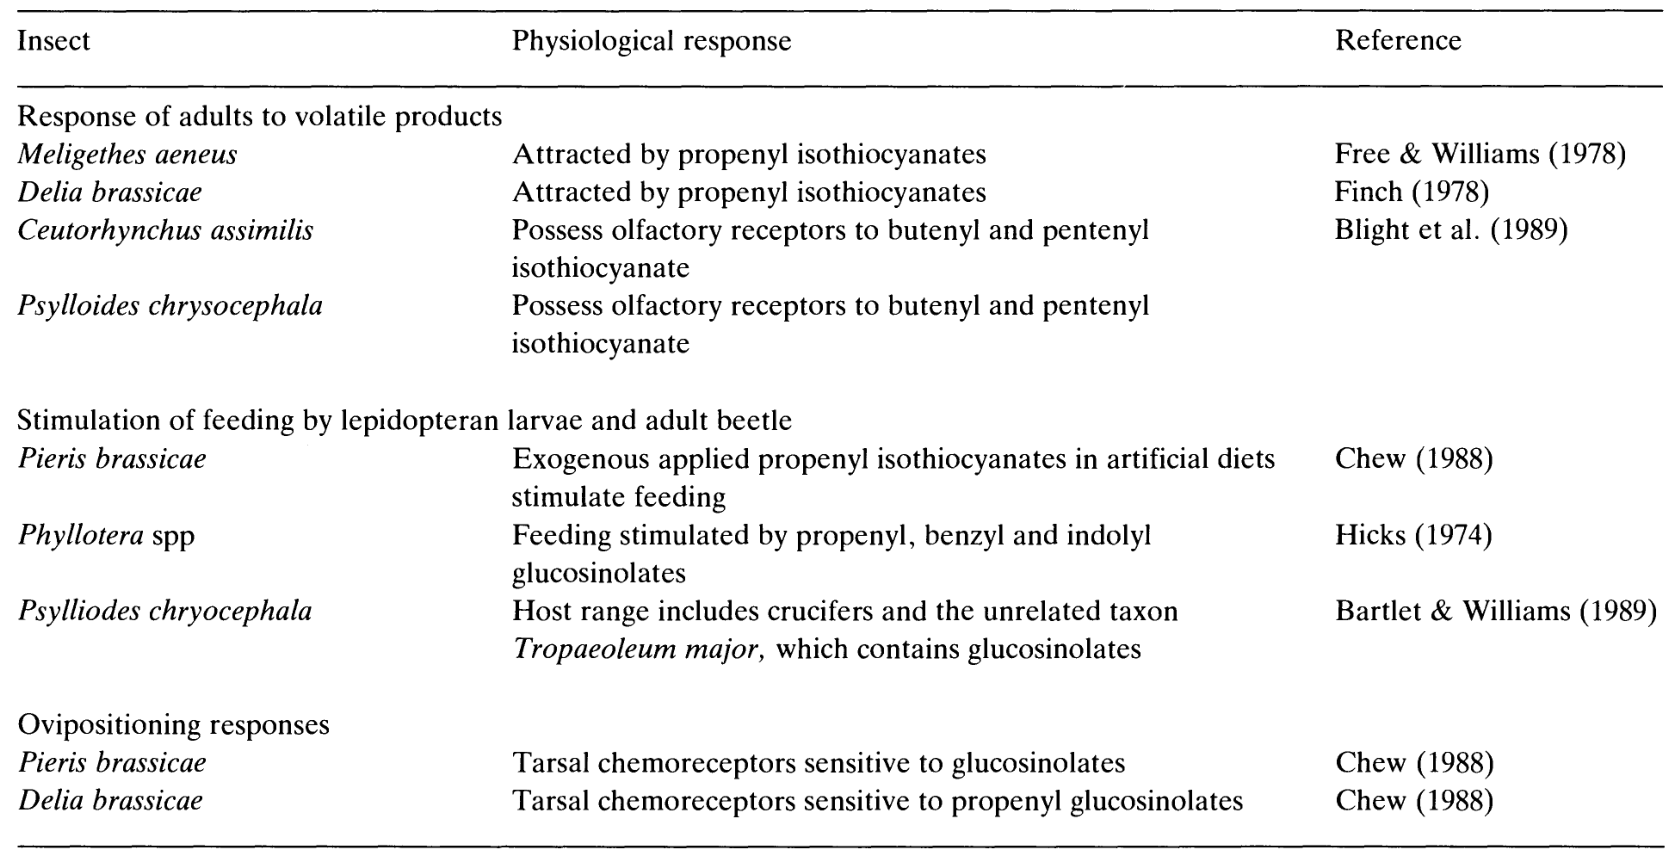 Insect Physiological response Reference
Response of adults to volatile products
Meligethes aeneus Attracted by propenyl isothiocyanates Free & Williams (1978)
Delia brassicae Attracted by propenyl isothiocyanates Finch (1978)
Ceutorhynchus assimilis Possess olfactory receptors to butenyl and pentenyl Blight et al. (1989)
isothiocyanate
Psylloides chrysocephala Possess olfactory receptors to butenyl and pentenyl
isothiocyanate
Stimulation of feeding by lepidopteran larvae and adult beetle
Pieris brassicae Exogenous applied propenyl isothiocyanates in artificial diets Chew (1988)
stimulate feeding
Phyllotera spp Feeding stimulated by propenyl, benzyl and indolyl Hicks (1974)
glucosinolates
Psylliodes chryocephala Host range includes crucifers and the unrelated taxon Bartlet & Williams (1989)
Tropaeoleum major, which contains glucosinolates
Ovipositioning responses
Pieris brassicae Tarsal chemoreceptors sensitive to glucosinolates Chew (1988)
Delia brassicae Tarsal chemoreceptors sensitive to propenyl glucosinolates Chew (1988)